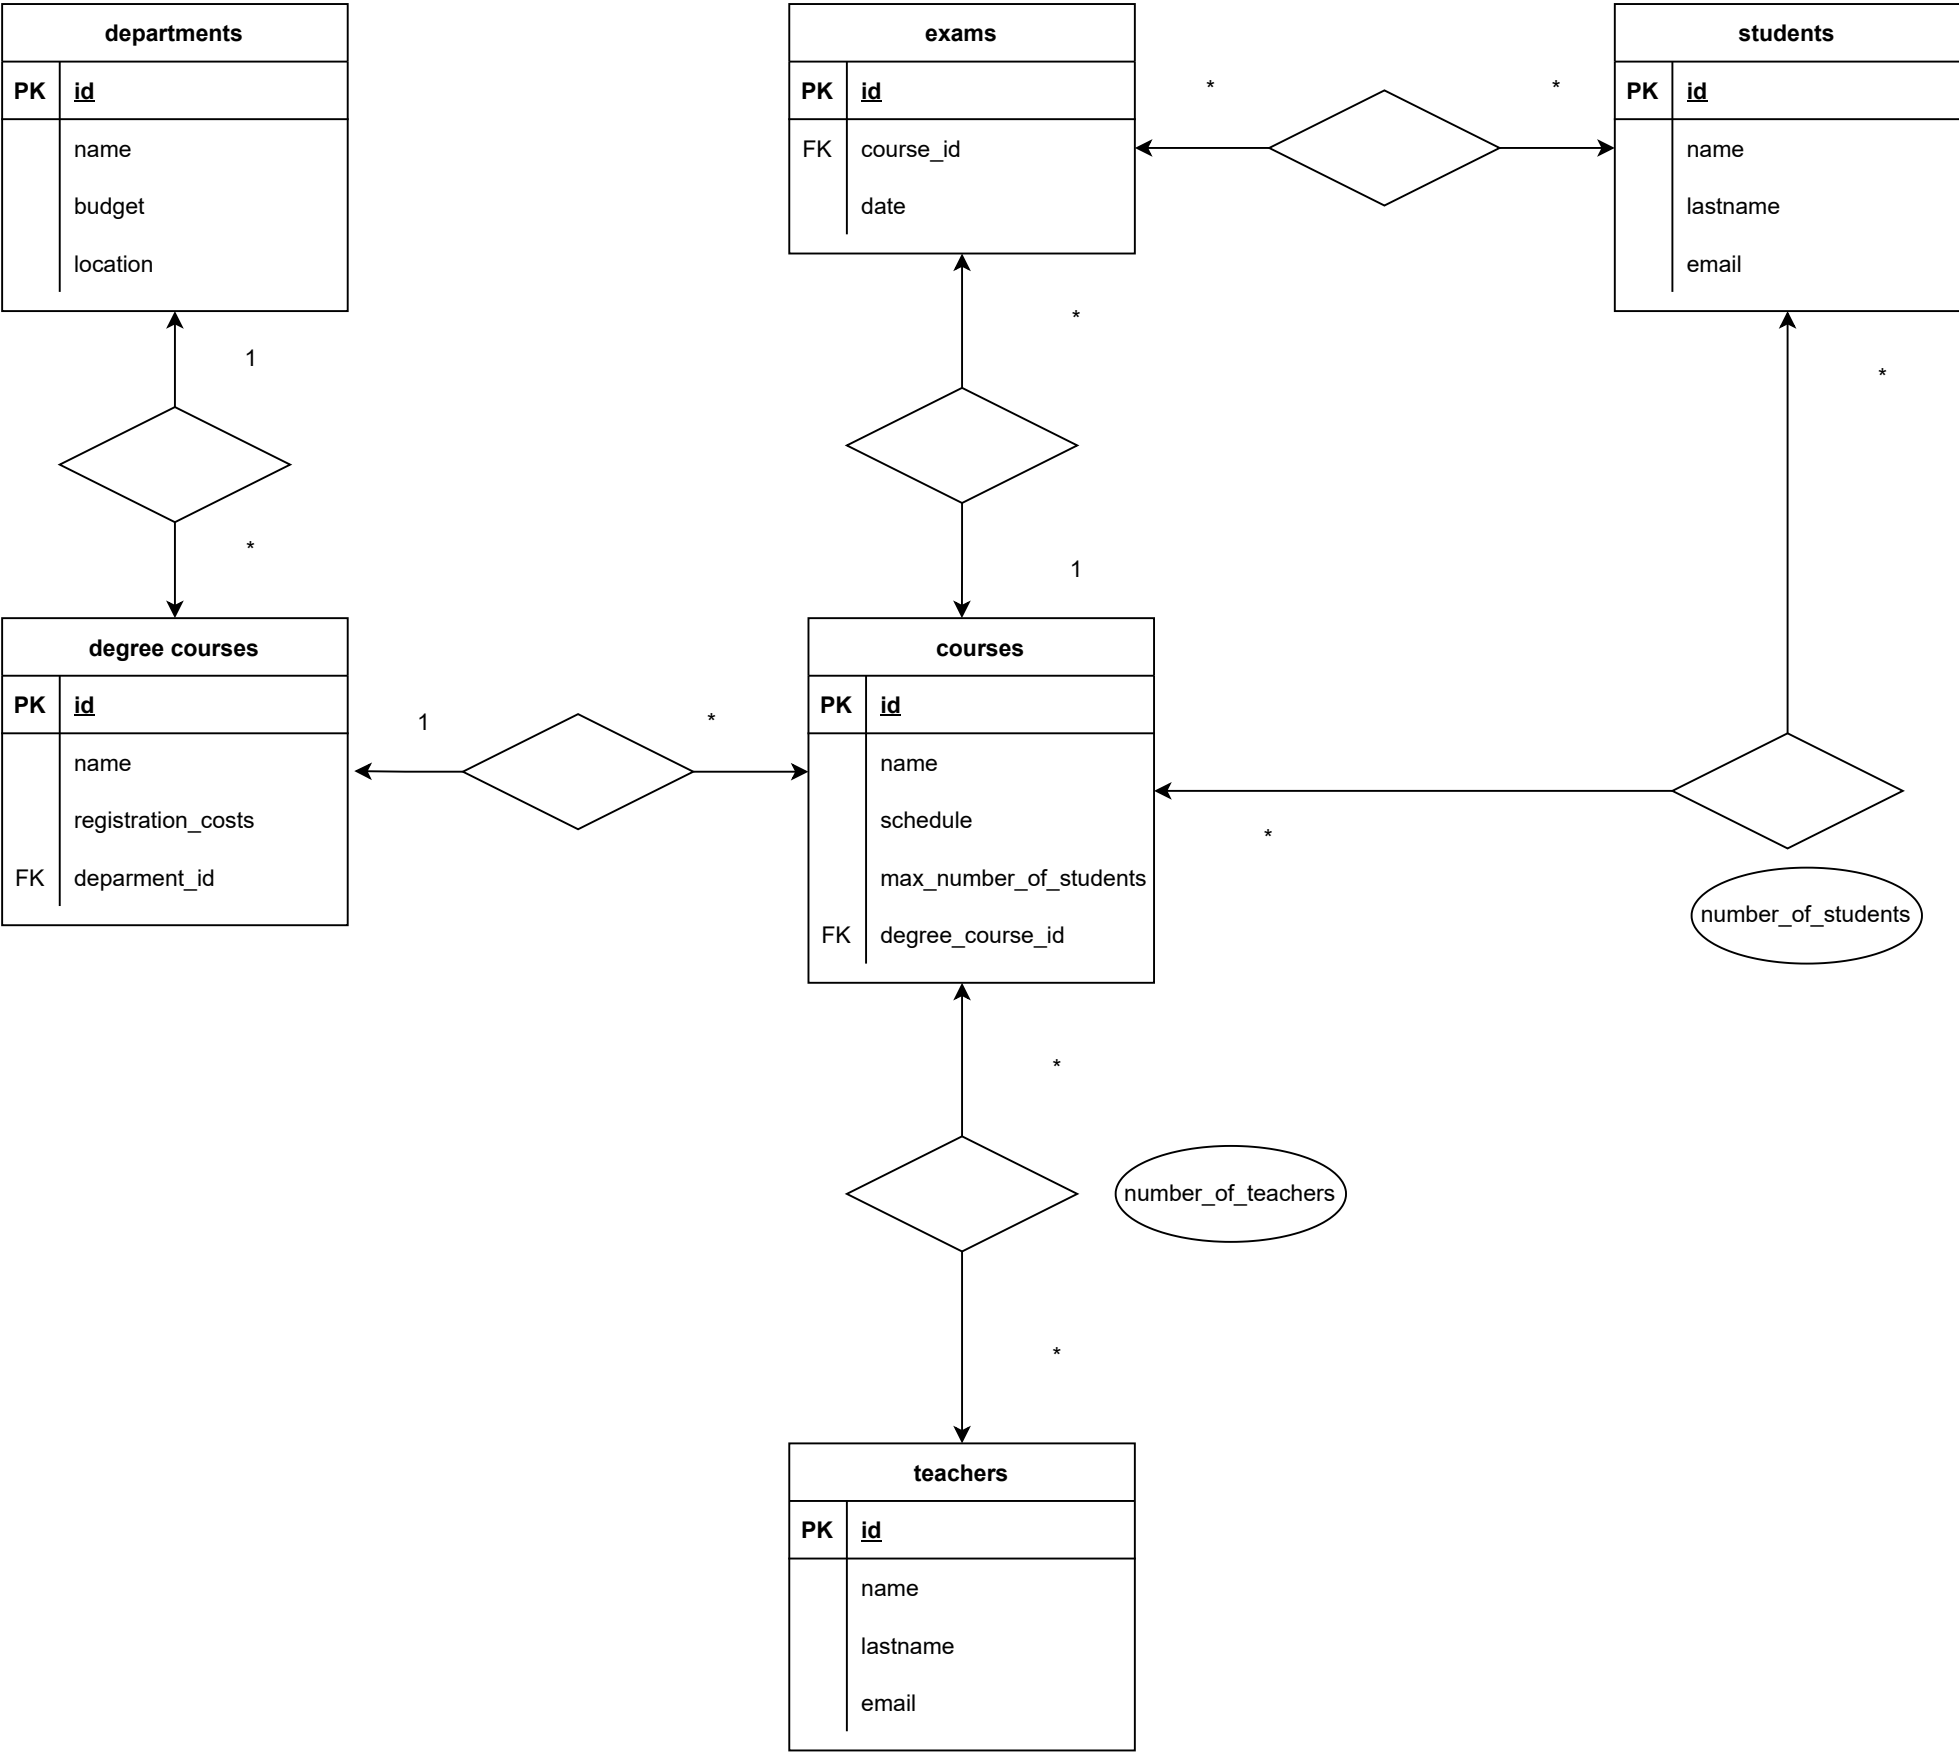 departments
PK id
name
budget
location
exams
PK id
FK course_id
date
*
*
students
PK id
name
lastname
email
1
*
*
1
*
degree courses
PK id
name
registration_costs
FK deparment_id
1
*
courses
PK id
name
schedule
max_number_of_students
FK degree_course_id
*
number_of_students
*
number_of_teachers
*
teachers
PK id
name
lastname
email